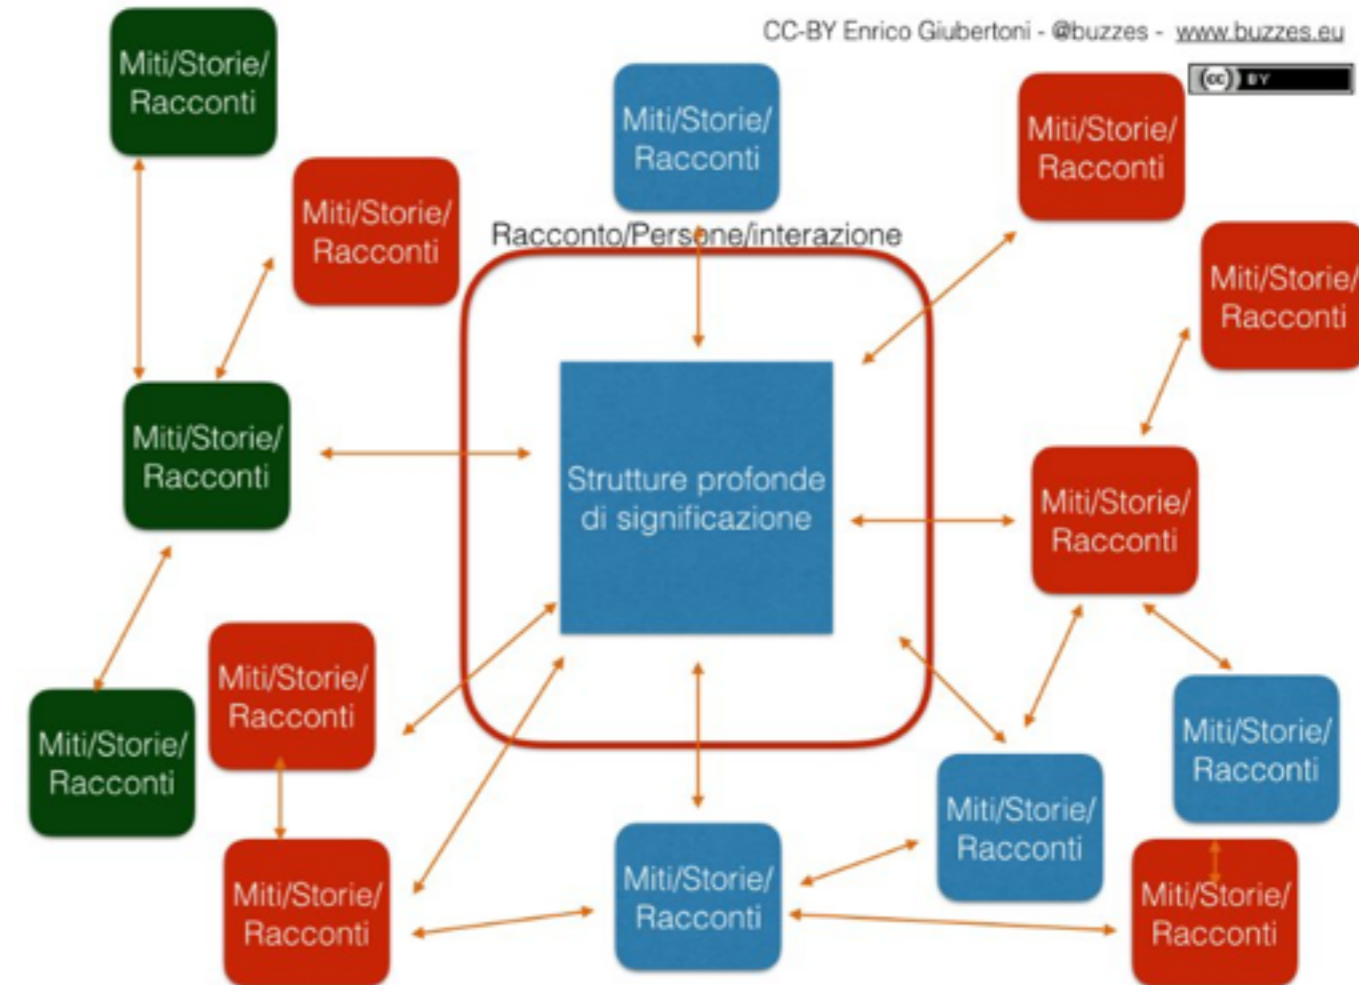 CC-BY Enrico Giubertoni - @buzzes - www.buzzes.eu
cc BY
Miti/Storie/
Racconti
Miti/Storie/
Racconti
Miti/Storie/
Racconti
Miti/Storie/
Racconti
Racconto/Persone/interazione
Miti/Storie/
Racconti
Miti/Storie/
Racconti
Strutture profonde
di significazione
Miti/Storie/
Racconti
Miti/Storie/
Racconti
Miti/Storie/
Racconti
Miti/Storie/
Racconti
Miti/Storie/
Racconti
Miti/Storie/
Racconti
Miti/Storie/
Racconti
Miti/Storie/
Racconti